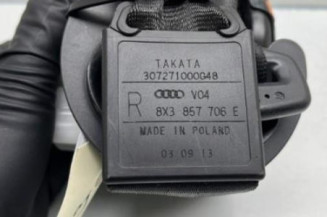 TAKATA
307271000048
R V04
8X3 857 706 E
MADE IN POLAND
03 09 13